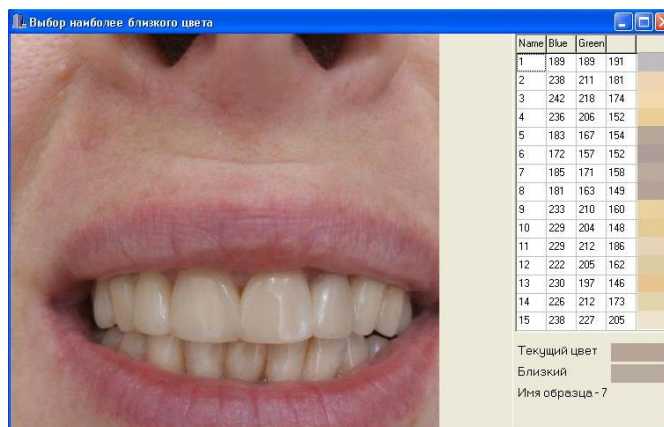 Выбор наиболее близкого цвета
Name Blue Green
1 189 189 191
2 238 211 181
3 242 218 174
4 236 206 152
5 183 167 154
6 172 157 152
7 185 171 158
8 181 163 149
9 233 210 160
10 229 204 148
11 229 212 186
12 222 205 162
13 230 197 146
14 226 212 173
15 238 227 205
Текущий цвет
Близкий
Имя образца - 7